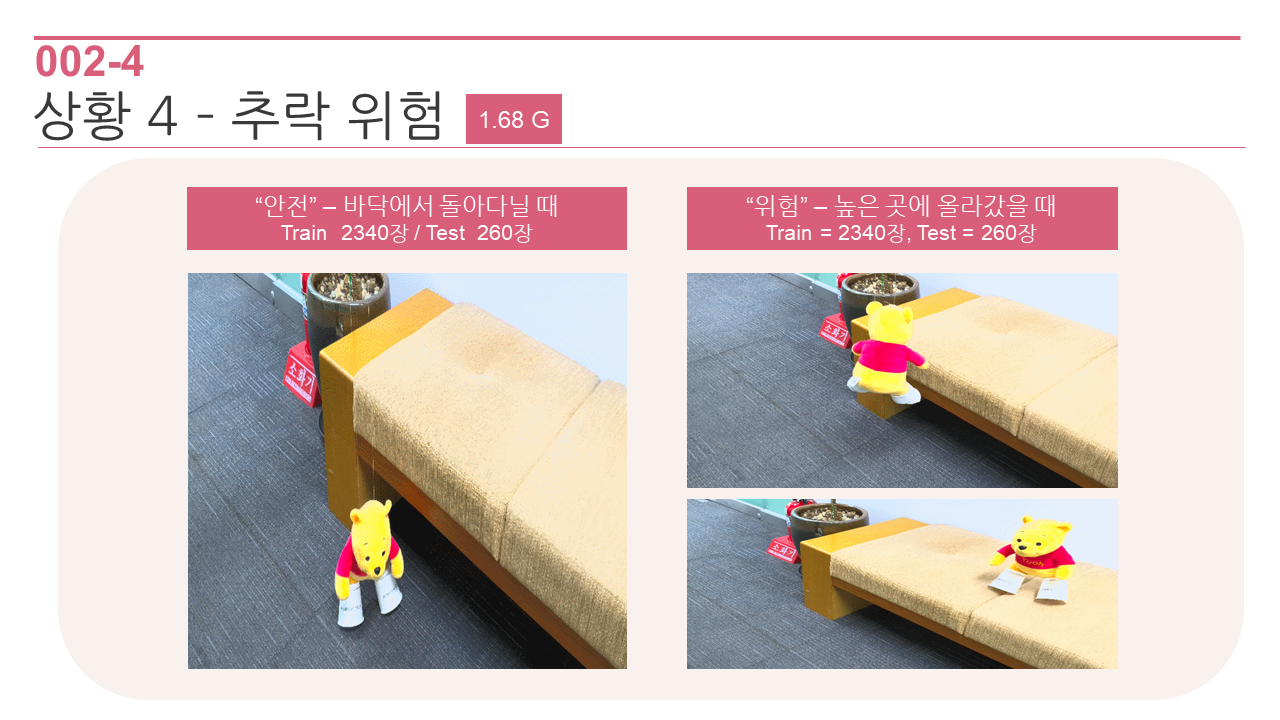 002-4
상황 4 - 추락 위험
1.68 G
“안전” – 바닥에서 돌아다닐 때
Train 2340장 / Test 260장
“위험” – 높은 곳에 올라갔을 때
Train = 2340장, Test = 260장
소화기
소화기
소화기
Pooh